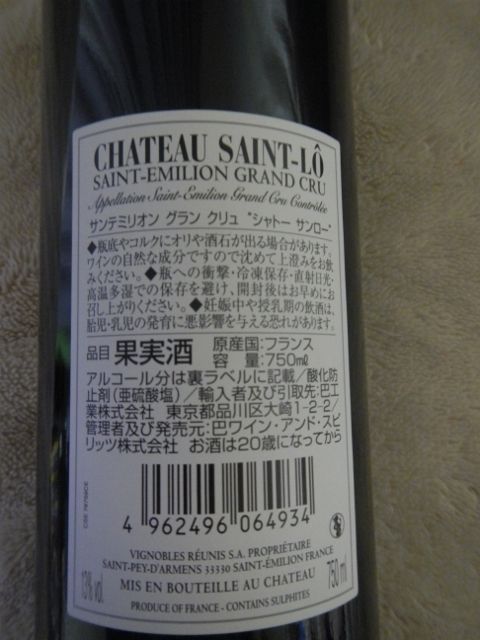 CHATEAU SAINT-LÔ
SAINT-EMILION GRAND CRU
Appellation Saint-Emilion Grand Cru Contrôlée
サンテミリオン グラン クリュ "シャトー サンロー"
◆瓶底やコルクにオリや酒石が出る場合があります。
ワインの自然な成分ですので沈めて上澄みをお飲
みください。◆瓶への衝撃・冷凍保存・直射日光・
高温多湿での保存を避け、開封後はお早めにお
召し上がりください。◆妊娠中や授乳期の飲酒は、
胎児・乳児の発育に悪影響を与える恐れがあります。
品目 果実酒 原産国:フランス
容量:750mℓ
アルコール分は裏ラベルに記載/酸化防
止剤(亜硫酸塩)/輸入者及び引取先:巴工
業株式会社 東京都品川区大崎1-2-2/
管理者及び発売元:巴ワイン・アンド・スピ
リッツ株式会社 お酒は20歳になってから
4 962496 064934
VIGNOBLES RÉUNIS S.A. PROPRIÉTAIRE
SAINT-PEY-D'ARMENS 33330 SAINT-ÉMILION FRANCE
13% vol.
750 ml
MIS EN BOUTEILLE AU CHATEAU
PRODUCE OF FRANCE - CONTAINS SULPHITES